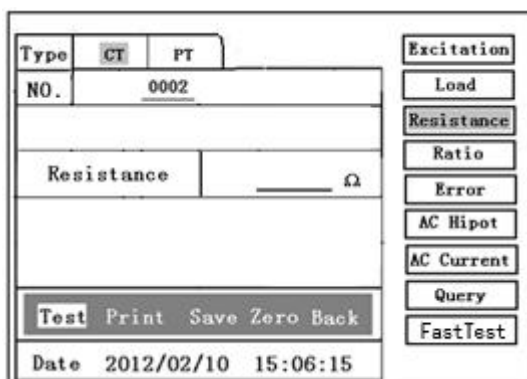 Type CT PT
NO. 0002
Resistance ____ Ω
Test Print Save Zero Back
Date 2012/02/10 15:06:15
Excitation
Load
Resistance
Ratio
Error
AC Hipot
AC Current
Query
FastTest